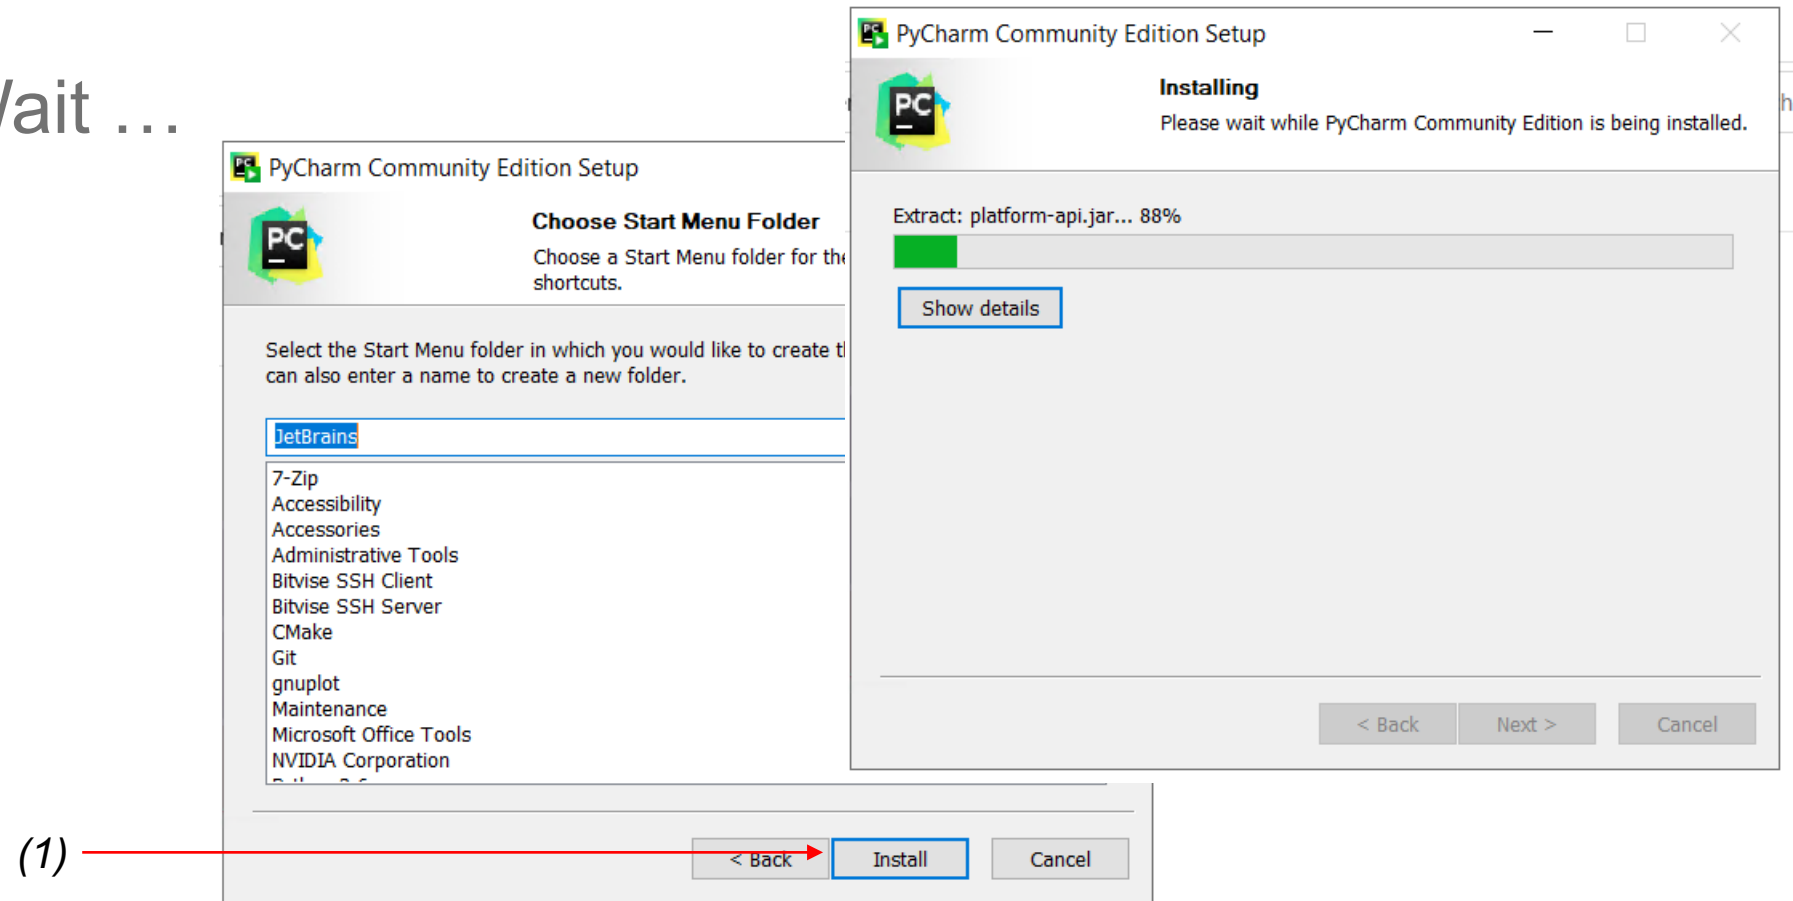 Wait ...
PyCharm Community Edition Setup
PC
Choose Start Menu Folder
Choose a Start Menu folder for the
shortcuts.
Select the Start Menu folder in which you would like to create
can also enter a name to create a new folder.
JetBrains
7-Zip
Accessibility
Accessories
Administrative Tools
Bitvise SSH Client
Bitvise SSH Server
CMake
Git
gnuplot
Maintenance
Microsoft Office Tools
NVIDIA Corporation
(1)
< Back
Install
Cancel
PyCharm Community Edition Setup
PC
Installing
Please wait while PyCharm Community Edition is being installed.
Extract: platform-api.jar... 88%
Show details
< Back
Next >
Cancel